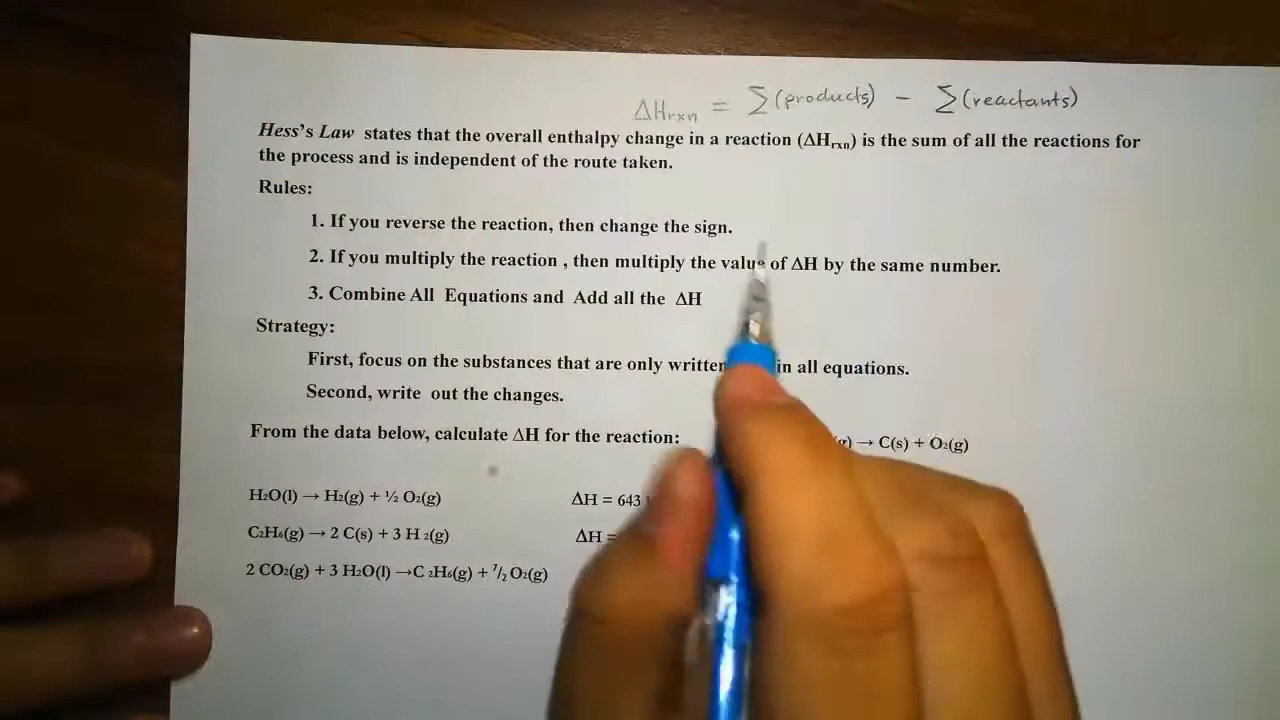 ΔHrxn = Σ(products) - Σ(reactants)
Hess's Law states that the overall enthalpy change in a reaction (ΔHrxn) is the sum of all the reactions for
the process and is independent of the route taken.
Rules:
1. If you reverse the reaction, then change the sign.
2. If you multiply the reaction , then multiply the value of ΔH by the same number.
3. Combine All Equations and Add all the ΔH
Strategy:
First, focus on the substances that are only written in all equations.
Second, write out the changes.
From the data below, calculate ΔH for the reaction: → C(s) + O₂(g)
H₂O(l) → H₂(g) + ½ O₂(g) ΔH = 643
C₂H₆(g) → 2 C(s) + 3 H ₂(g) ΔH =
2 CO₂(g) + 3 H₂O(l) →C ₂H₆(g) + ⁷/₂ O₂(g)